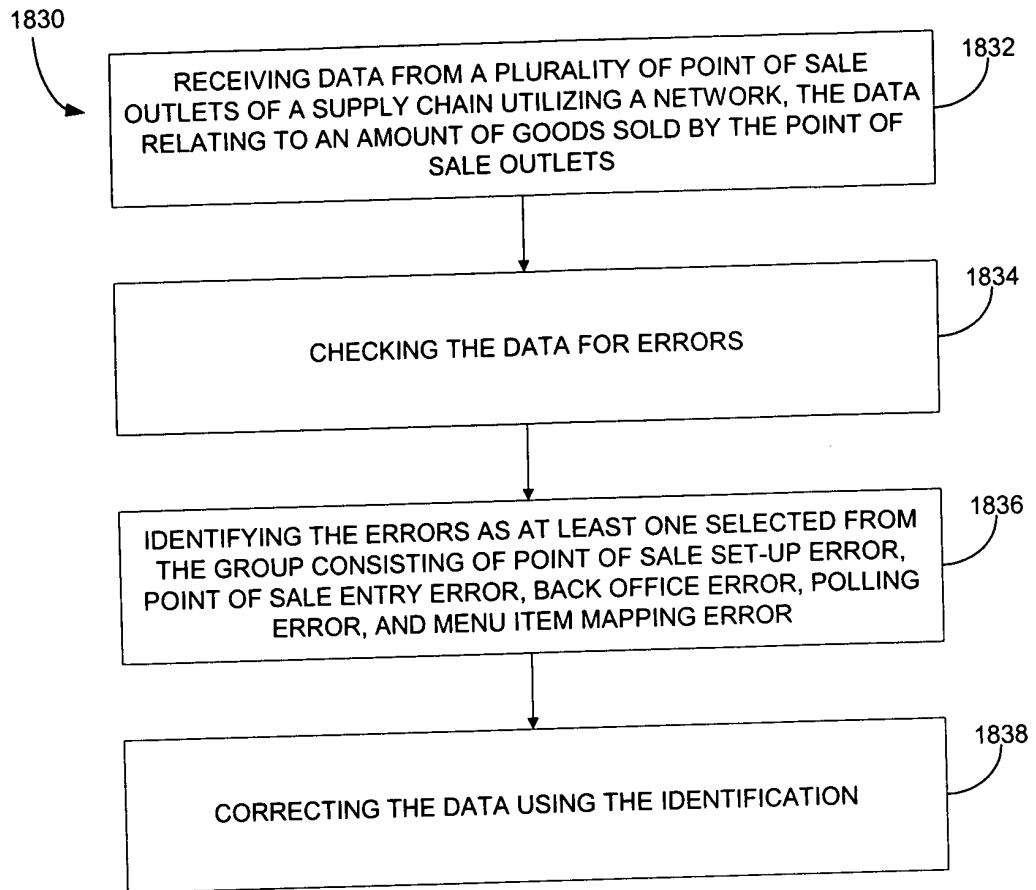 1830
1832
RECEIVING DATA FROM A PLURALITY OF POINT OF SALE
OUTLETS OF A SUPPLY CHAIN UTILIZING A NETWORK, THE DATA
RELATING TO AN AMOUNT OF GOODS SOLD BY THE POINT OF
SALE OUTLETS
1834
CHECKING THE DATA FOR ERRORS
1836
IDENTIFYING THE ERRORS AS AT LEAST ONE SELECTED FROM
THE GROUP CONSISTING OF POINT OF SALE SET-UP ERROR,
POINT OF SALE ENTRY ERROR, BACK OFFICE ERROR, POLLING
ERROR, AND MENU ITEM MAPPING ERROR
1838
CORRECTING THE DATA USING THE IDENTIFICATION